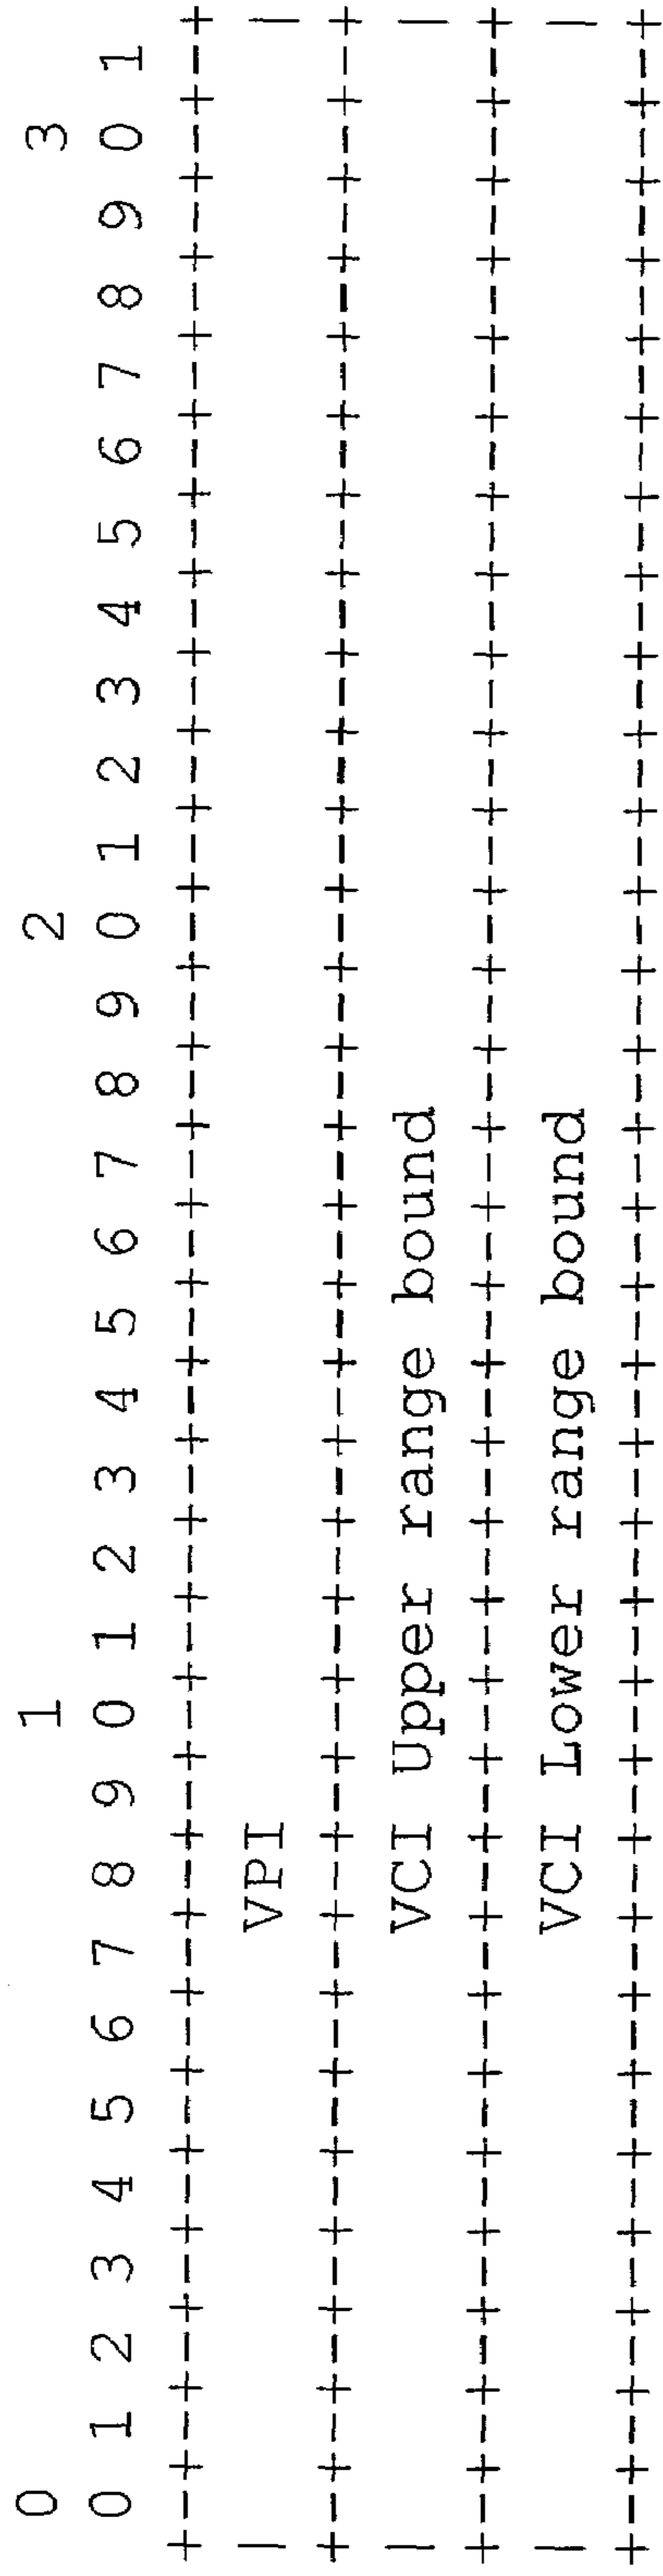 0                   1                   2                   3
 0 1 2 3 4 5 6 7 8 9 0 1 2 3 4 5 6 7 8 9 0 1 2 3 4 5 6 7 8 9 0 1
+-+-+-+-+-+-+-+-+-+-+-+-+-+-+-+-+-+-+-+-+-+-+-+-+-+-+-+-+-+-+-+-+
|               VPI                                             |
+-+-+-+-+-+-+-+-+-+-+-+-+-+-+-+-+-+-+-+-+-+-+-+-+-+-+-+-+-+-+-+-+
|               VCI Upper range bound                           |
+-+-+-+-+-+-+-+-+-+-+-+-+-+-+-+-+-+-+-+-+-+-+-+-+-+-+-+-+-+-+-+-+
|               VCI Lower range bound                           |
+-+-+-+-+-+-+-+-+-+-+-+-+-+-+-+-+-+-+-+-+-+-+-+-+-+-+-+-+-+-+-+-+